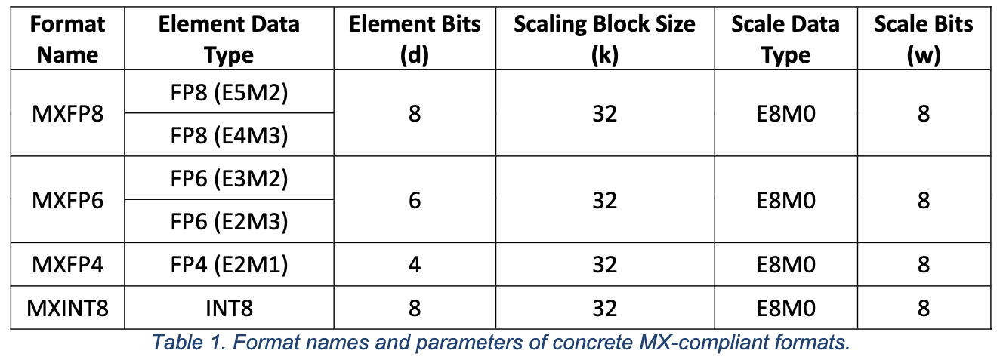 Format Name | Element Data Type | Element Bits (d) | Scaling Block Size (k) | Scale Data Type | Scale Bits (w)
MXFP8 | FP8 (E5M2) | 8 | 32 | E8M0 | 8
FP8 (E4M3)
MXFP6 | FP6 (E3M2) | 6 | 32 | E8M0 | 8
FP6 (E2M3)
MXFP4 | FP4 (E2M1) | 4 | 32 | E8M0 | 8
MXINT8 | INT8 | 8 | 32 | E8M0 | 8
Table 1. Format names and parameters of concrete MX-compliant formats.